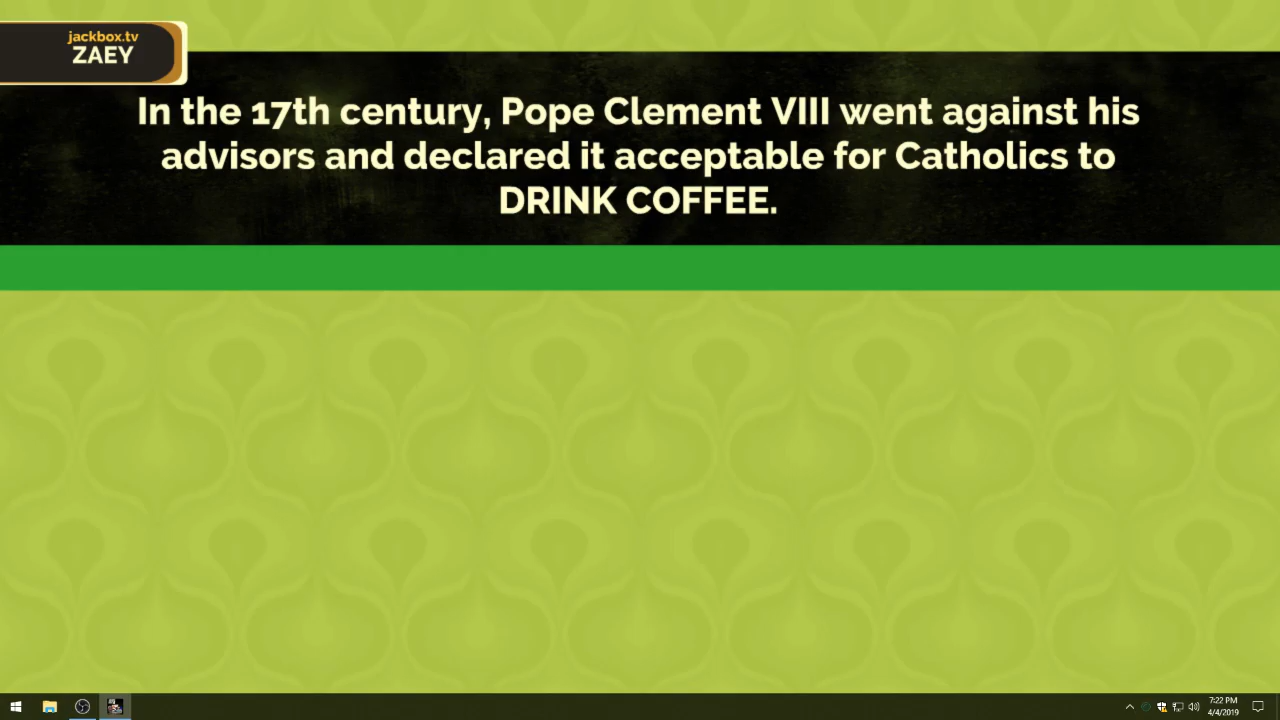 jackbox.tv
ZAEY
In the 17th century, Pope Clement VIII went against his
advisors and declared it acceptable for Catholics to
DRINK COFFEE.
7:22 PM
4/4/2019